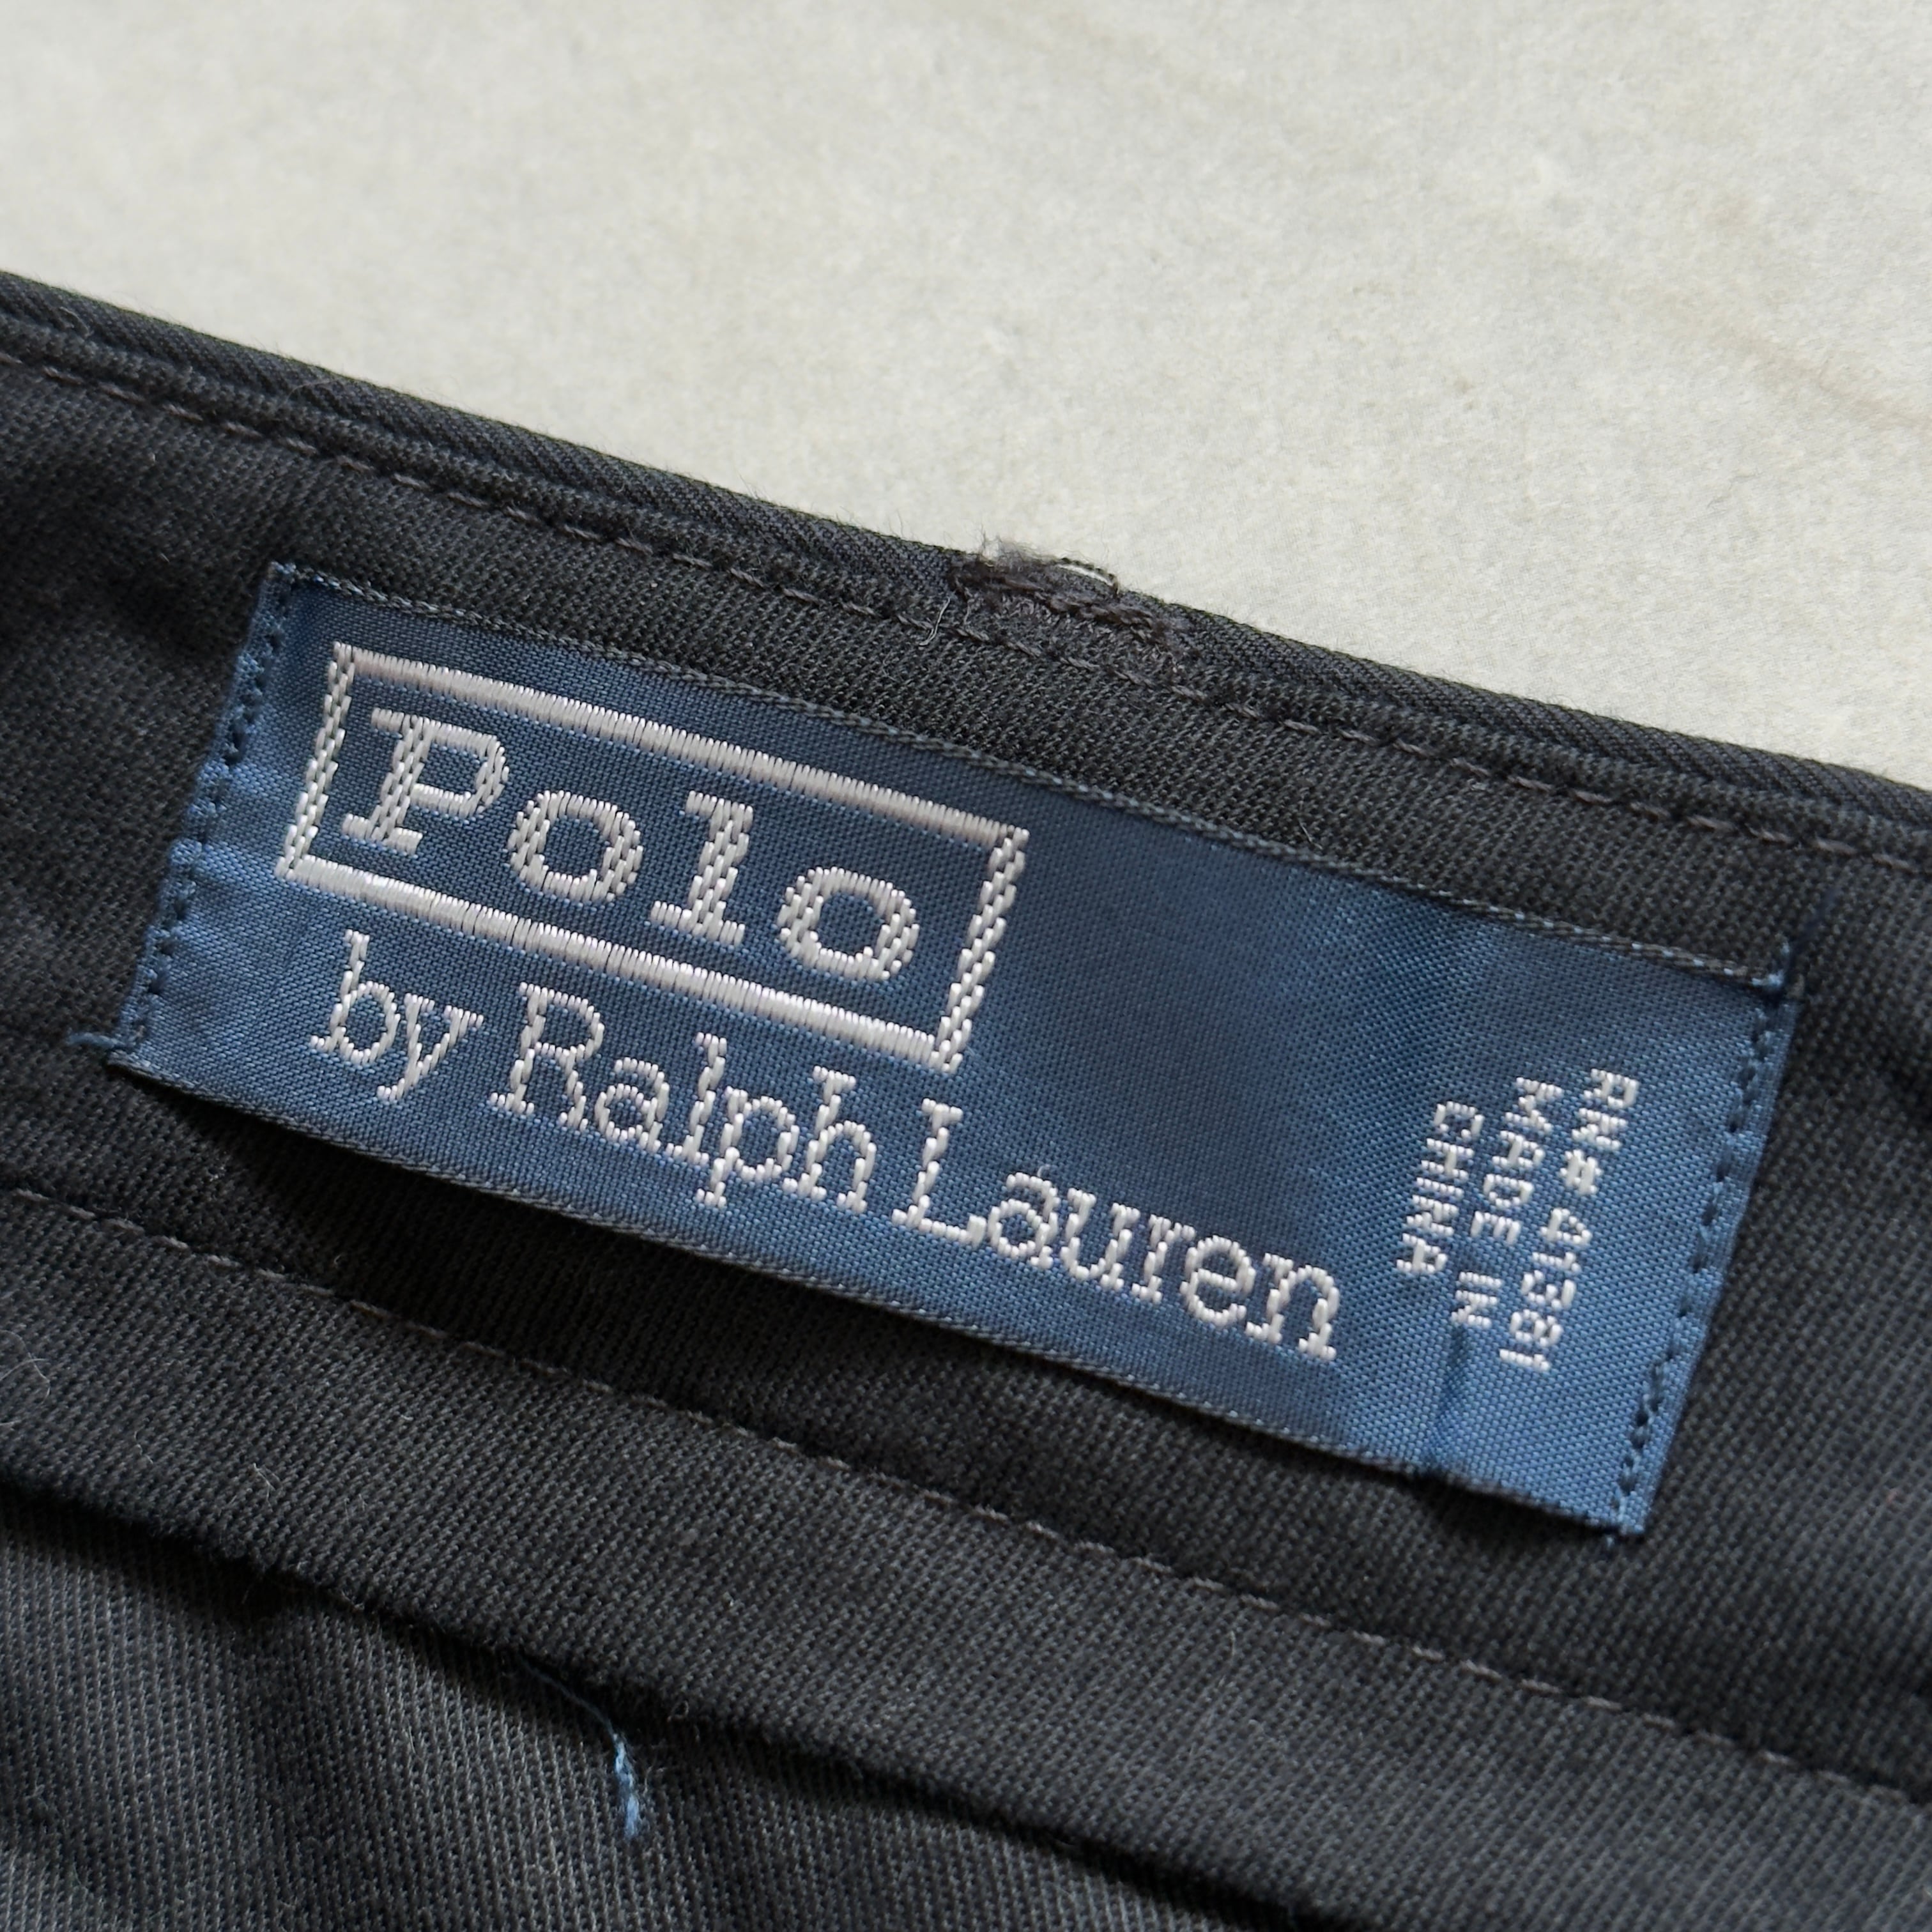 Polo
by Ralph Lauren
RN# 41381
MADE IN
CHINA